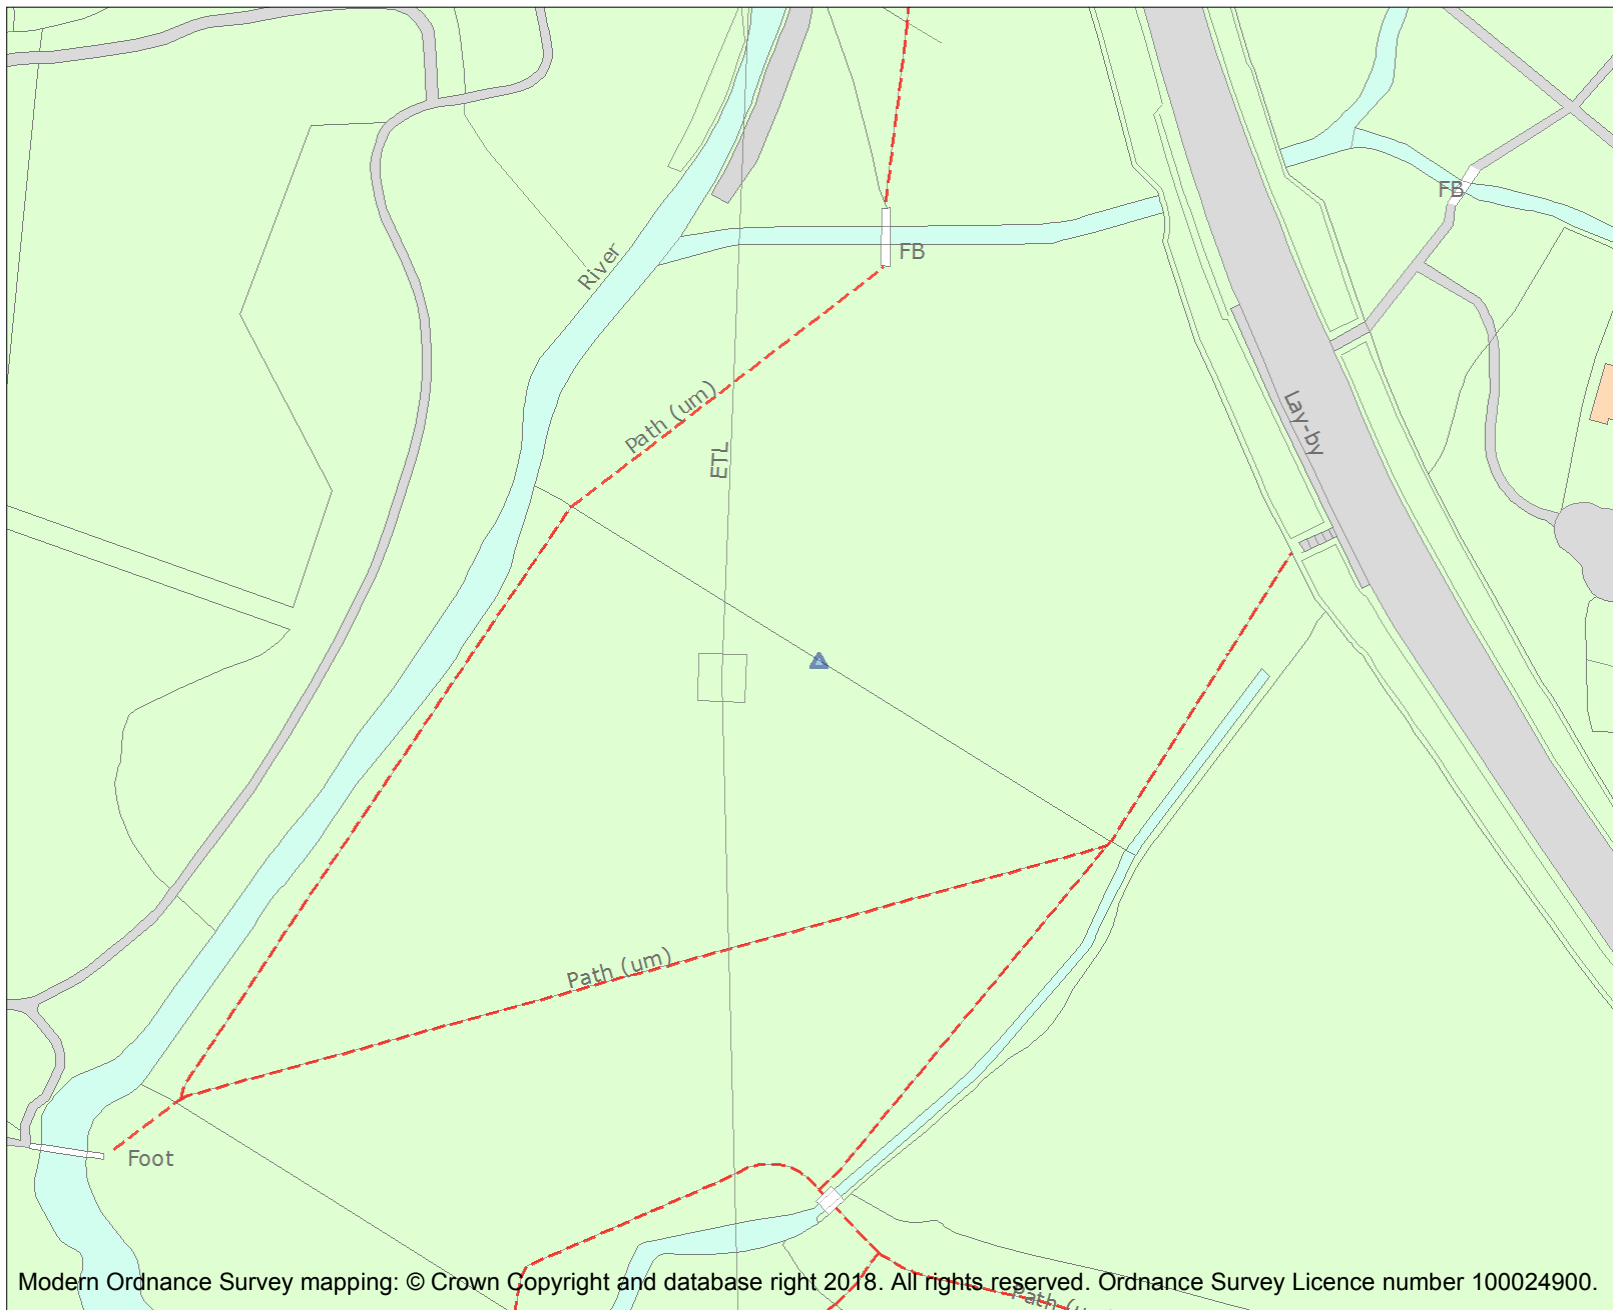 FB
River
FB
Path (um)
Lay-by
ETL
Path (um)
Foot
Modern Ordnance Survey mapping: © Crown Copyright and database right 2018. All rights reserved. Ordnance Survey Licence number 100024900.
Path